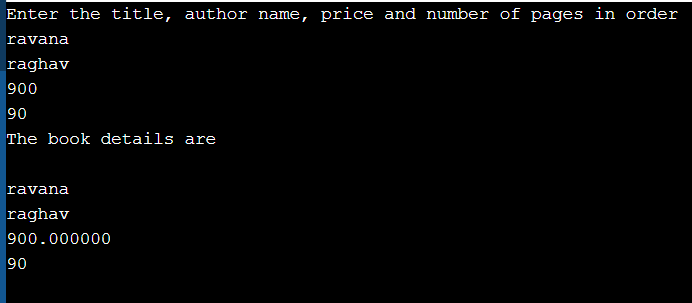 Enter the title, author name, price and number of pages in order
ravana
raghav
900
90
The book details are
ravana
raghav
900.000000
90